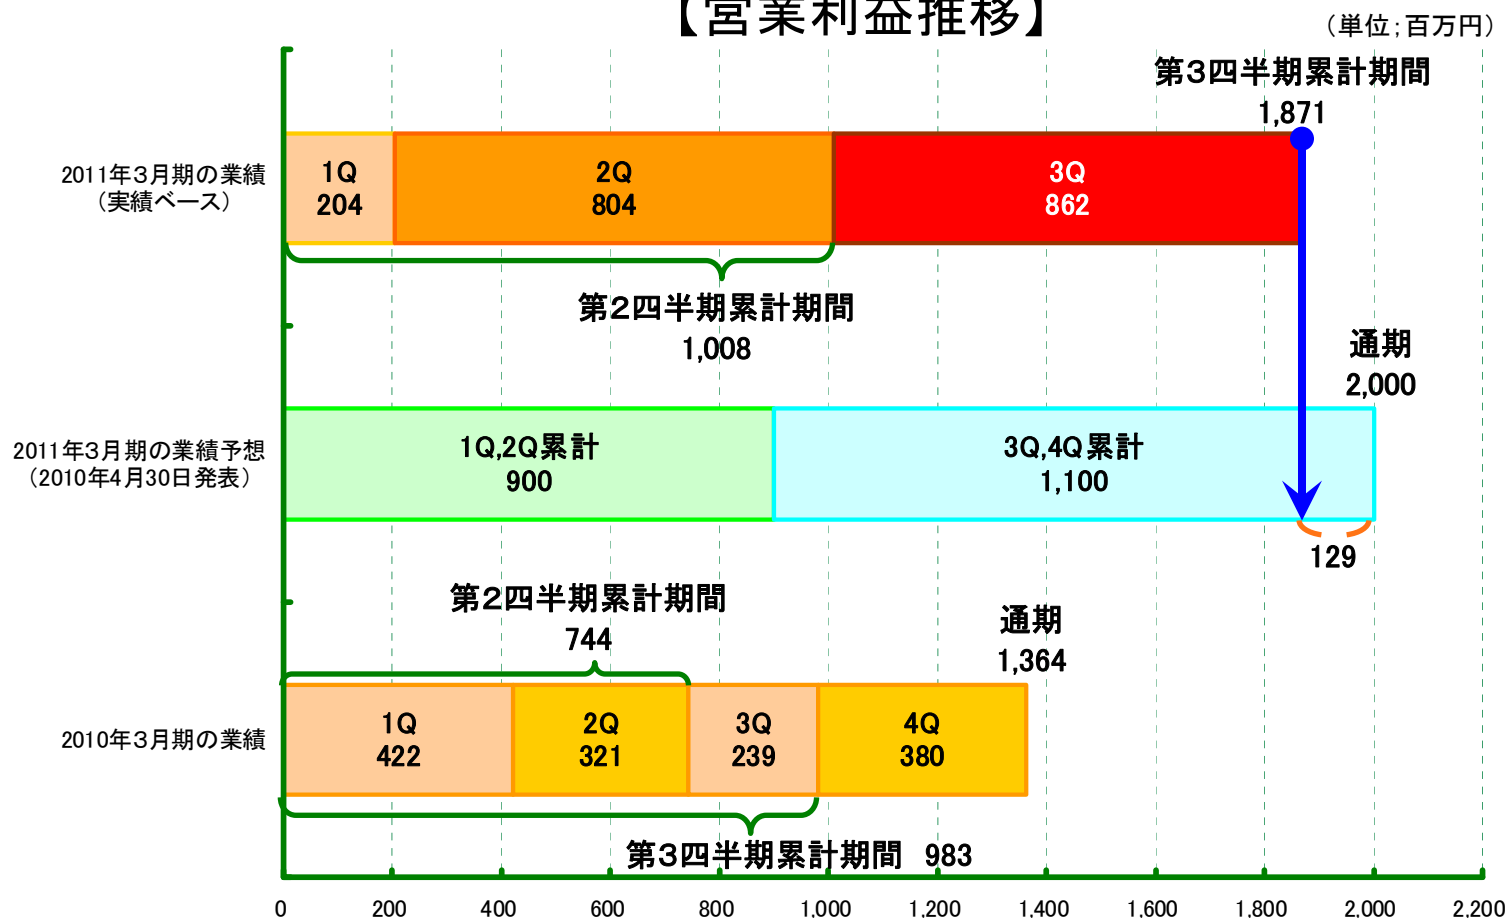 【営業利益推移】
（単位；百万円）
第３四半期累計期間
1,871
2011年３月期の業績
（実績ベース）
1Q
204
2Q
804
3Q
862
第２四半期累計期間
1,008
通期
2,000
2011年３月期の業績予想
（2010年４月30日発表）
1Q,2Q累計
900
3Q,4Q累計
1,100
129
第２四半期累計期間
744
通期
1,364
2010年３月期の業績
1Q
422
2Q
321
3Q
239
4Q
380
第３四半期累計期間 983
0 200 400 600 800 1,000 1,200 1,400 1,600 1,800 2,000 2,200